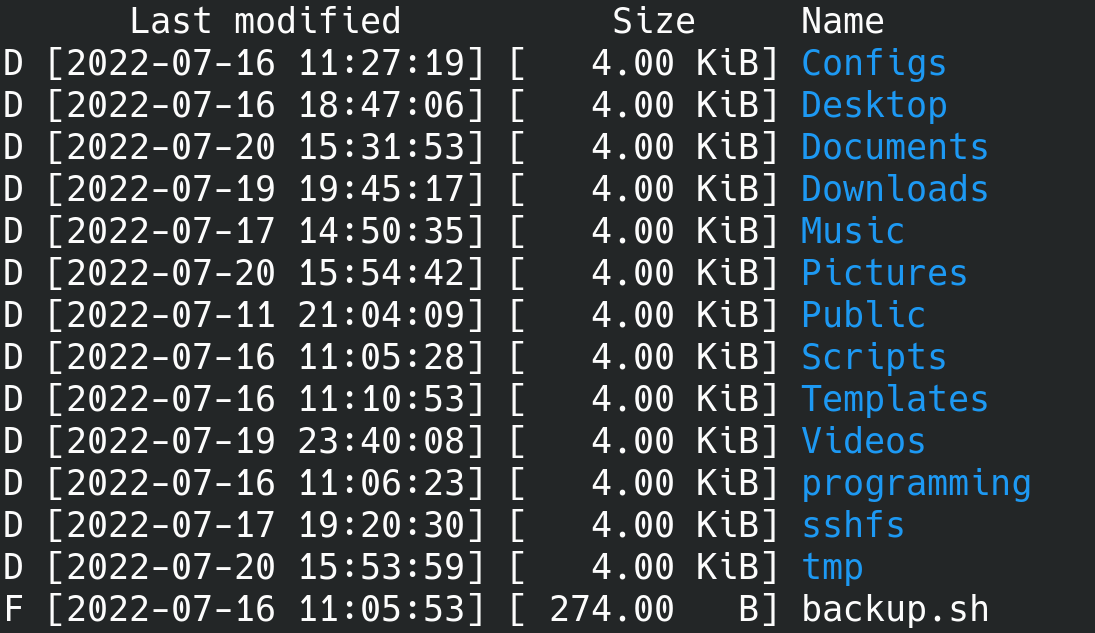 Last modified Size Name
D [2022-07-16 11:27:19] [ 4.00 KiB] Configs
D [2022-07-16 18:47:06] [ 4.00 KiB] Desktop
D [2022-07-20 15:31:53] [ 4.00 KiB] Documents
D [2022-07-19 19:45:17] [ 4.00 KiB] Downloads
D [2022-07-17 14:50:35] [ 4.00 KiB] Music
D [2022-07-20 15:54:42] [ 4.00 KiB] Pictures
D [2022-07-11 21:04:09] [ 4.00 KiB] Public
D [2022-07-16 11:05:28] [ 4.00 KiB] Scripts
D [2022-07-16 11:10:53] [ 4.00 KiB] Templates
D [2022-07-19 23:40:08] [ 4.00 KiB] Videos
D [2022-07-16 11:06:23] [ 4.00 KiB] programming
D [2022-07-17 19:20:30] [ 4.00 KiB] sshfs
D [2022-07-20 15:53:59] [ 4.00 KiB] tmp
F [2022-07-16 11:05:53] [ 274.00 B] backup.sh